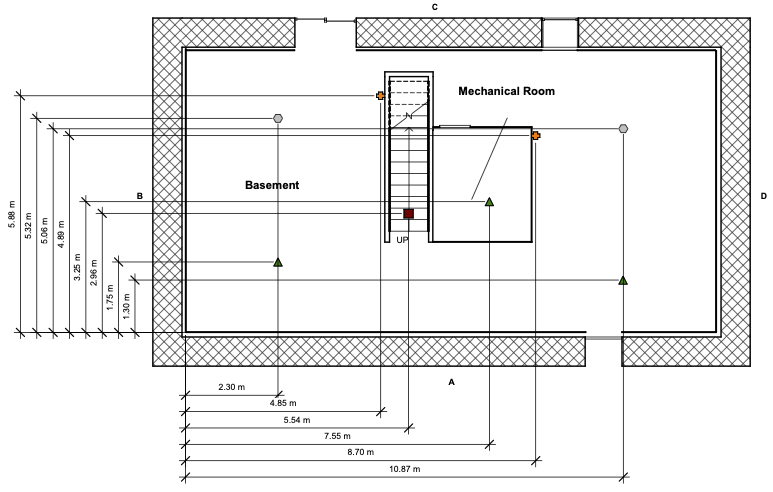 C
Mechanical Room
N
B
Basement
D
UP
5.88 m
5.32 m
5.06 m
4.89 m
3.25 m
2.96 m
1.75 m
1.30 m
A
2.30 m
4.85 m
5.54 m
7.55 m
8.70 m
10.87 m